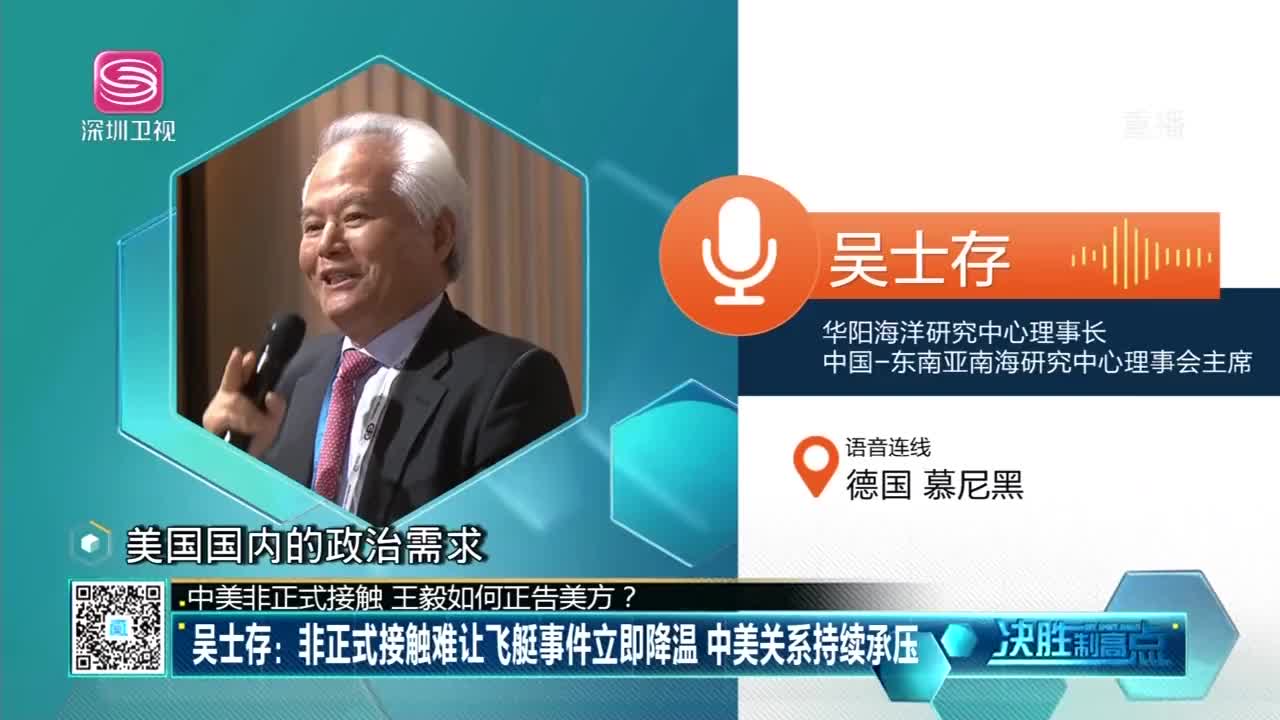 深圳卫视
重播
吴士存
华阳海洋研究中心理事长
中国-东南亚南海研究中心理事会主席
语音连线
德国 慕尼黑
美国国内的政治需求
中美非正式接触 王毅如何正告美方？
吴士存：非正式接触难让飞艇事件立即降温 中美关系持续承压
决胜制高点